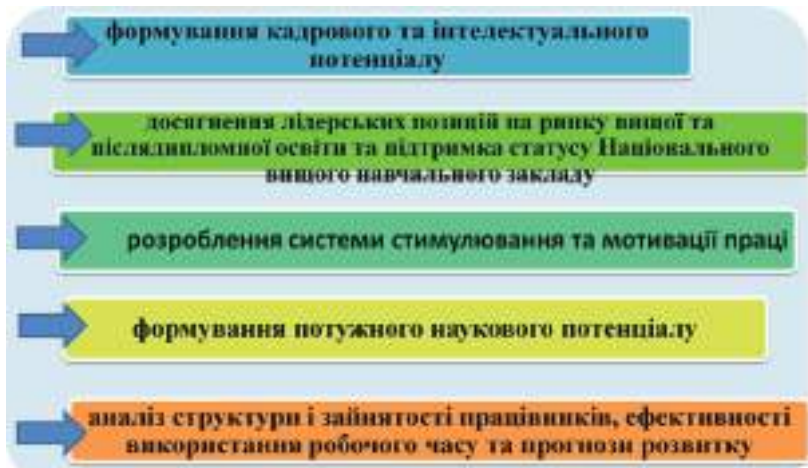 формування кадрового та інтелектуального
потенціалу
досягнення лідерських позицій на ринку вищої та
післядипломної освіти та підтримка статусу Національного
вищого навчального закладу
розроблення системи стимулювання та мотивації праці
формування потужного наукового потенціалу
аналіз структури і зайнятості працівників, ефективності
використання робочого часу та прогнози розвитку